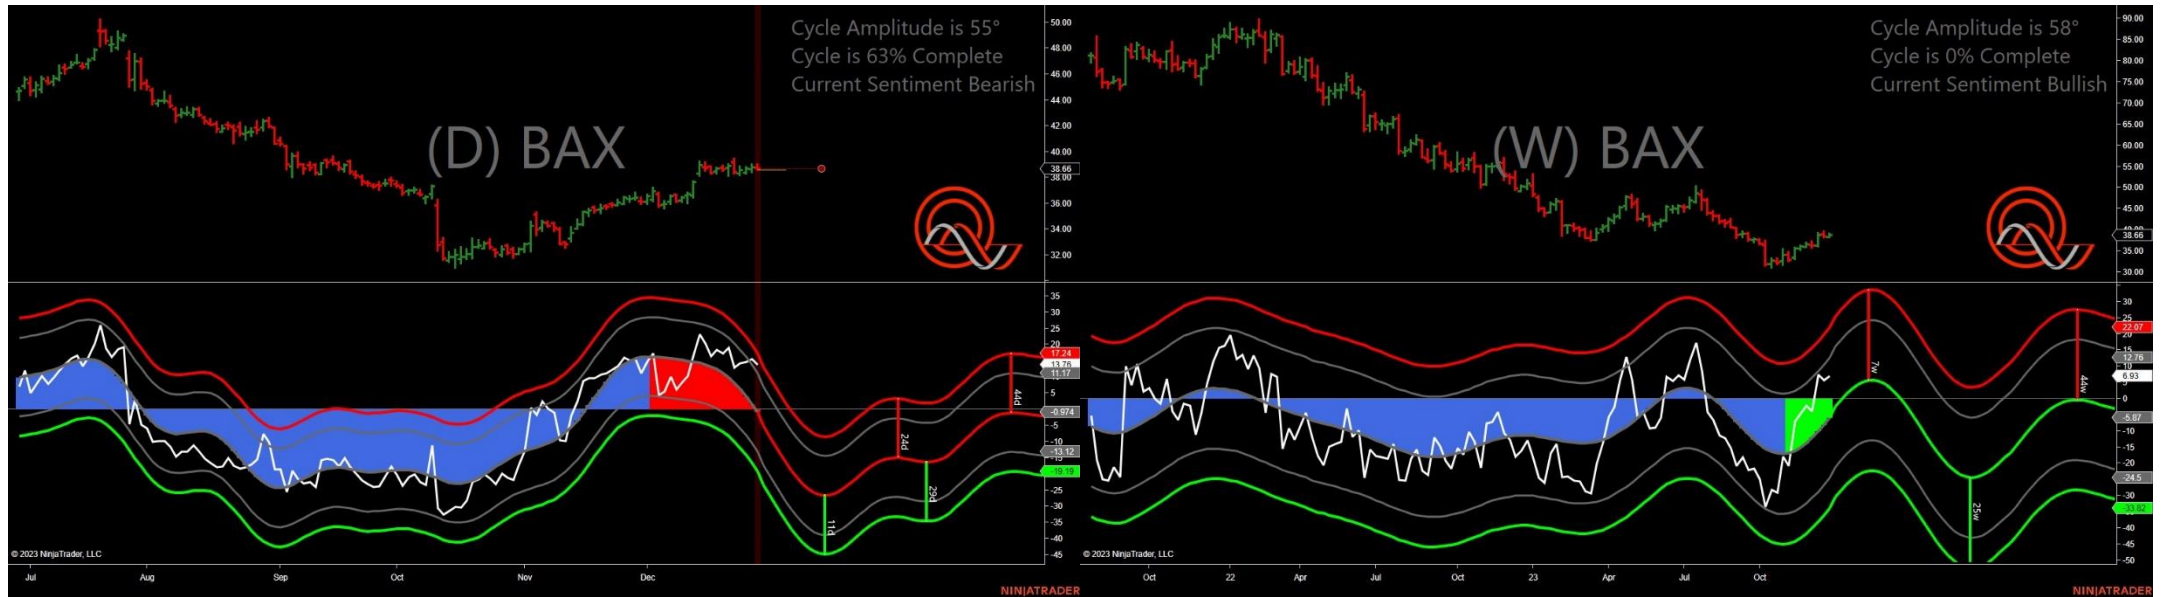 Cycle Amplitude is 55°
Cycle is 63% Complete
Current Sentiment Bearish
(D) BAX
50.00
48.00
46.00
44.00
42.00
40.00
38.66
38.00
36.00
34.00
32.00
35
30
25
20
17.24
13.76
11.17
5
-0.974
-5
-10
-13.12
-19.19
-25
-30
-35
-40
-45
11d
24d
29d
44d
© 2023 NinjaTrader, LLC
Jul Aug Sep Oct Nov Dec
NINJATRADER
Cycle Amplitude is 58°
Cycle is 0% Complete
Current Sentiment Bullish
(W) BAX
90.00
85.00
80.00
75.00
70.00
65.00
60.00
55.00
50.00
45.00
38.66
35.00
30.00
30
22.07
15
12.76
10
6.93
0
-5.87
-10
-15
-20
-24.5
-30
-33.82
-40
-45
-50
7w
25w
44w
© 2023 NinjaTrader, LLC
Oct 22 Apr Jul Oct 23 Apr Jul Oct
NINJATRADER